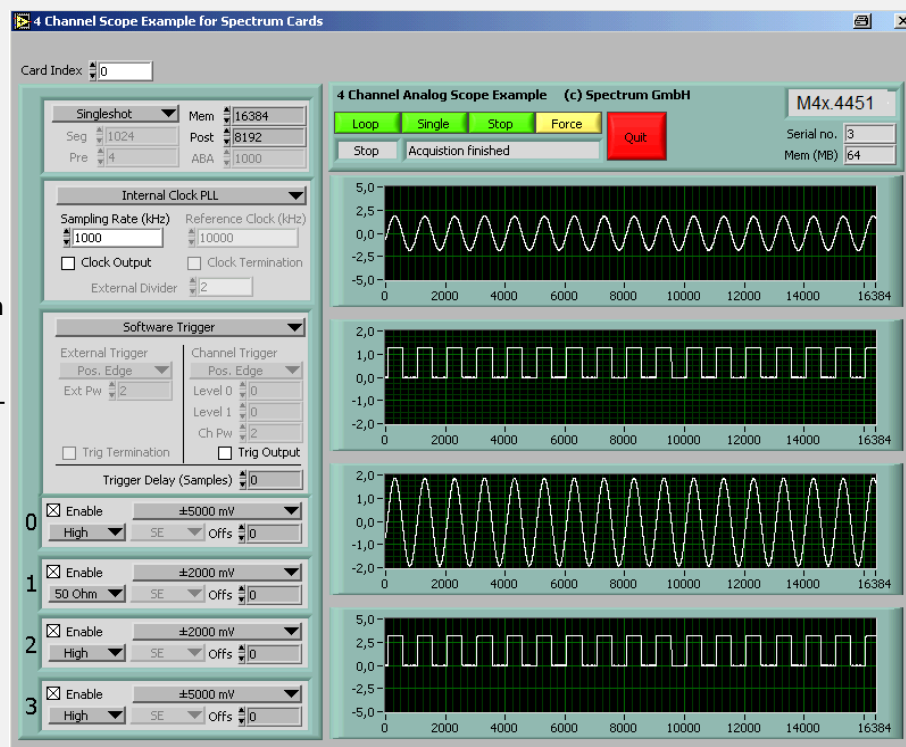 4 Channel Scope Example for Spectrum Cards
Card Index 0
Singleshot Mem 16384
Seg 1024 Post 8192
Pre 4 ABA 1000
Internal Clock PLL
Sampling Rate (kHz) Reference Clock (kHz)
1000 10000
Clock Output Clock Termination
External Divider 2
Software Trigger
External Trigger Channel Trigger
Pos. Edge Pos. Edge
Ext Pw 2 Level 0 0
Level 1 0
Ch Pw 2
Trig Termination Trig Output
Trigger Delay (Samples) 0
0 Enable ±5000 mV
High SE Offs 0
1 Enable ±2000 mV
50 Ohm SE Offs 0
2 Enable ±2000 mV
High SE Offs 0
3 Enable ±5000 mV
High SE Offs 0
4 Channel Analog Scope Example (c) Spectrum GmbH
M4x.4451
Loop Single Stop Force Quit
Serial no. 3
Stop Acquistion finished
Mem (MB) 64
5,0
2,5
0,0
-2,5
-5,0
0 2000 4000 6000 8000 10000 12000 14000 16384
2,0
1,0
0,0
-1,0
-2,0
0 2000 4000 6000 8000 10000 12000 14000 16384
2,0
1,0
0,0
-1,0
-2,0
0 2000 4000 6000 8000 10000 12000 14000 16384
5,0
2,5
0,0
-2,5
-5,0
0 2000 4000 6000 8000 10000 12000 14000 16384